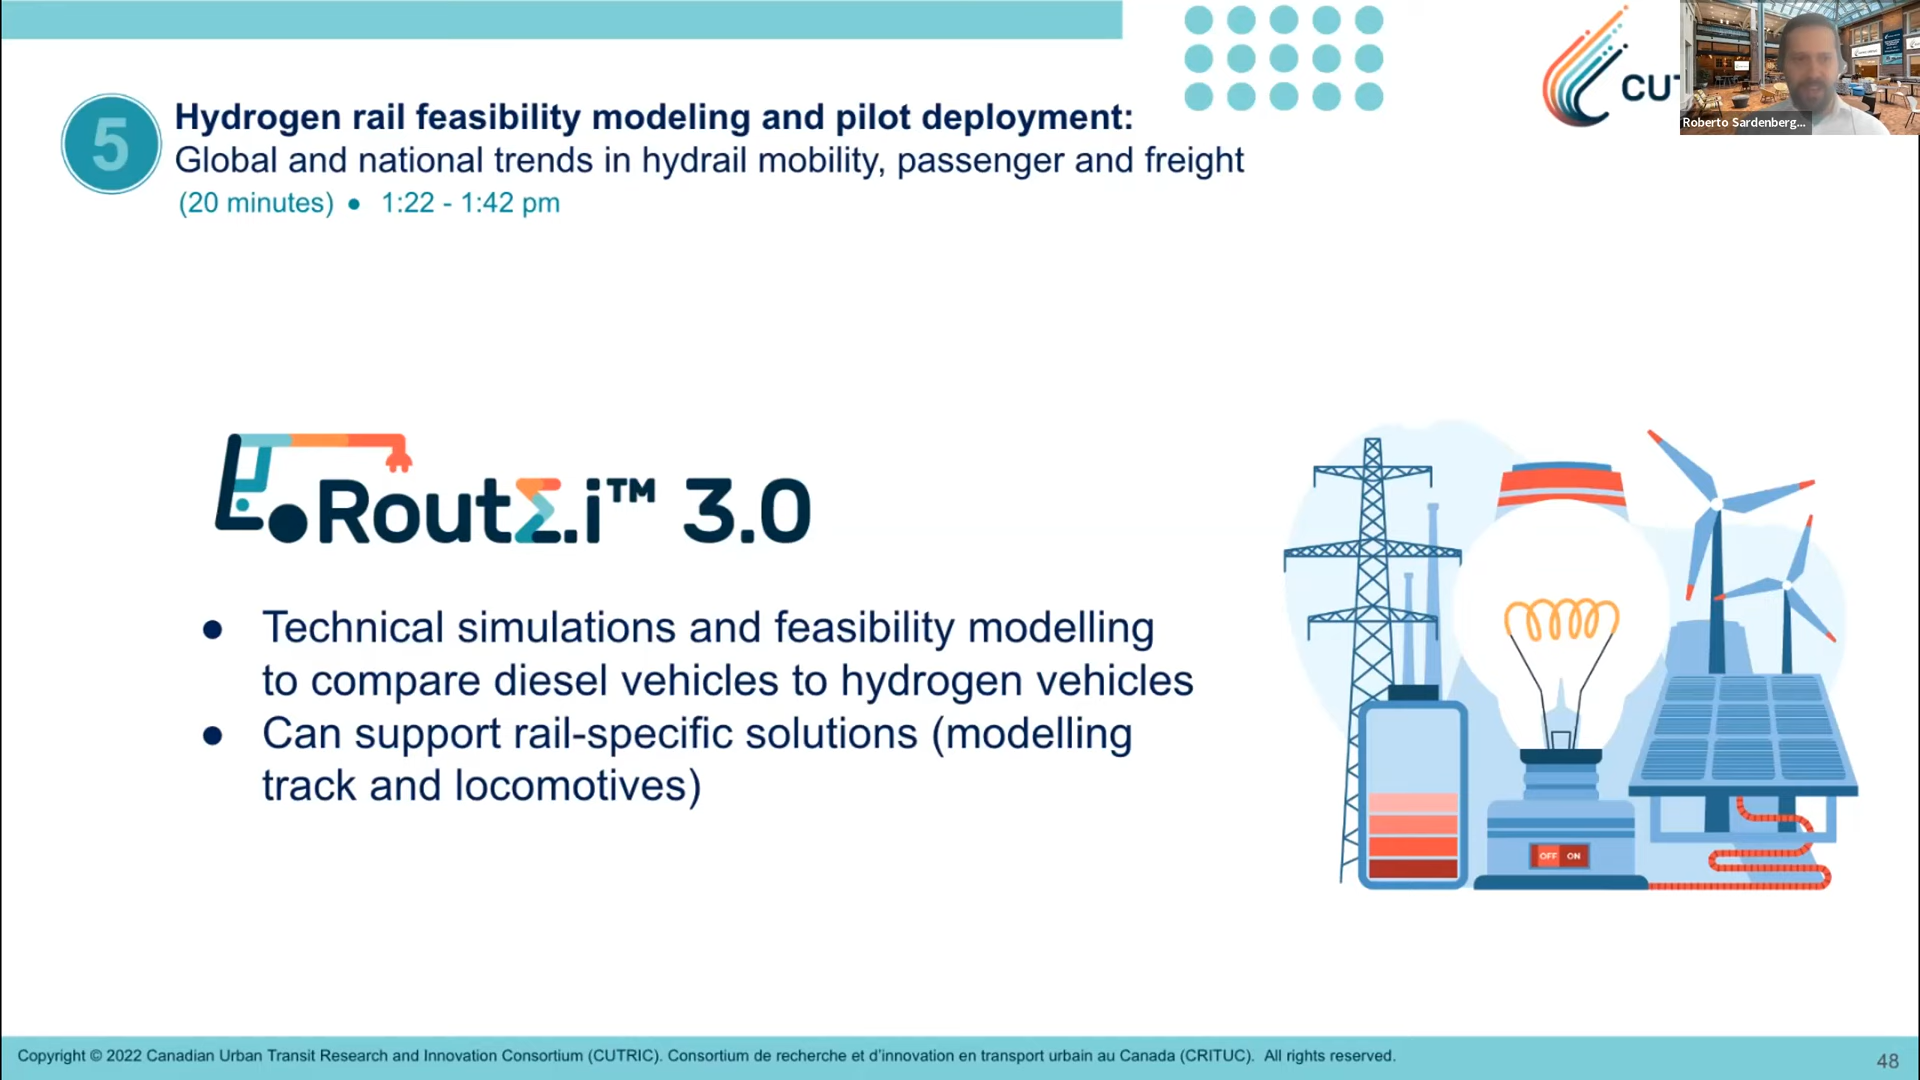 5
Hydrogen rail feasibility modeling and pilot deployment:
Global and national trends in hydrail mobility, passenger and freight
(20 minutes) ● 1:22 - 1:42 pm
CUT
Roberto Sardenberg...
RoutΣ.i™ 3.0
● Technical simulations and feasibility modelling
to compare diesel vehicles to hydrogen vehicles
● Can support rail-specific solutions (modelling
track and locomotives)
OFF ON
Copyright © 2022 Canadian Urban Transit Research and Innovation Consortium (CUTRIC). Consortium de recherche et d'innovation en transport urbain au Canada (CRITUC). All rights reserved.
48